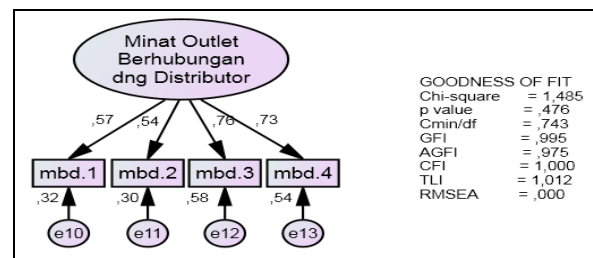 Minat Outlet
Berhubungan
dng Distributor
,57 ,54 ,76 ,73
mbd.1 mbd.2 mbd.3 mbd.4
,32 ,30 ,58 ,54
e10 e11 e12 e13
GOODNESS OF FIT
Chi-square = 1,485
p value = ,476
Cmin/df = ,743
GFI = ,995
AGFI = ,975
CFI = 1,000
TLI = 1,012
RMSEA = ,000